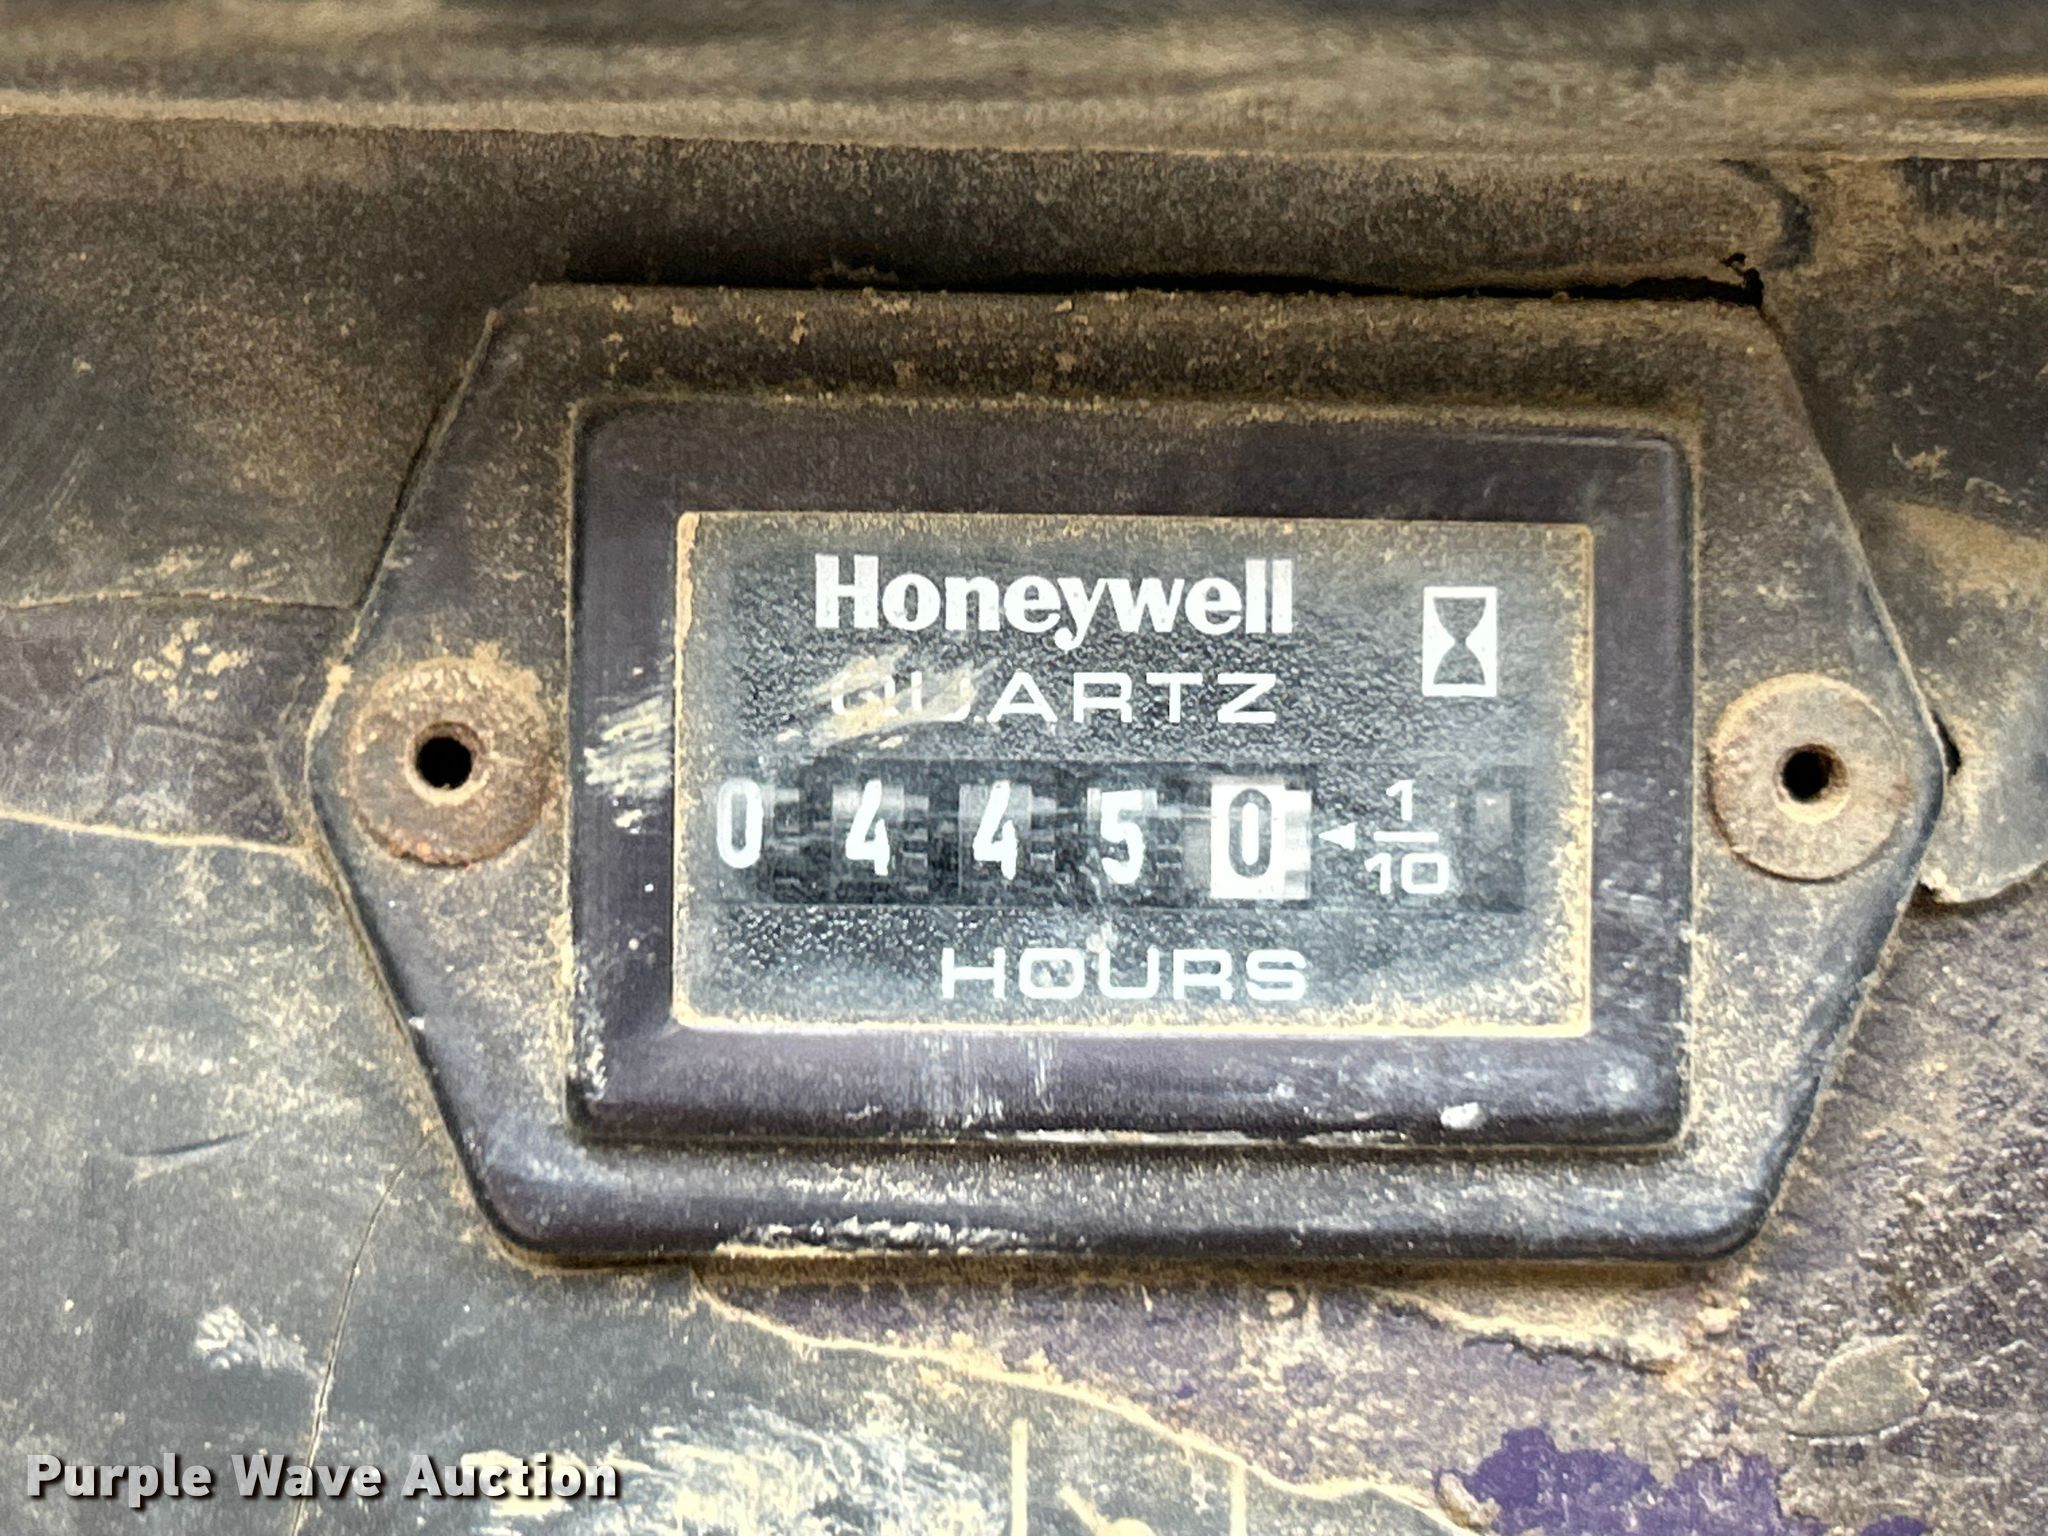 Honeywell
QUARTZ
0 4 4 5 0 ◄ 1/10
HOURS
Purple Wave Auction